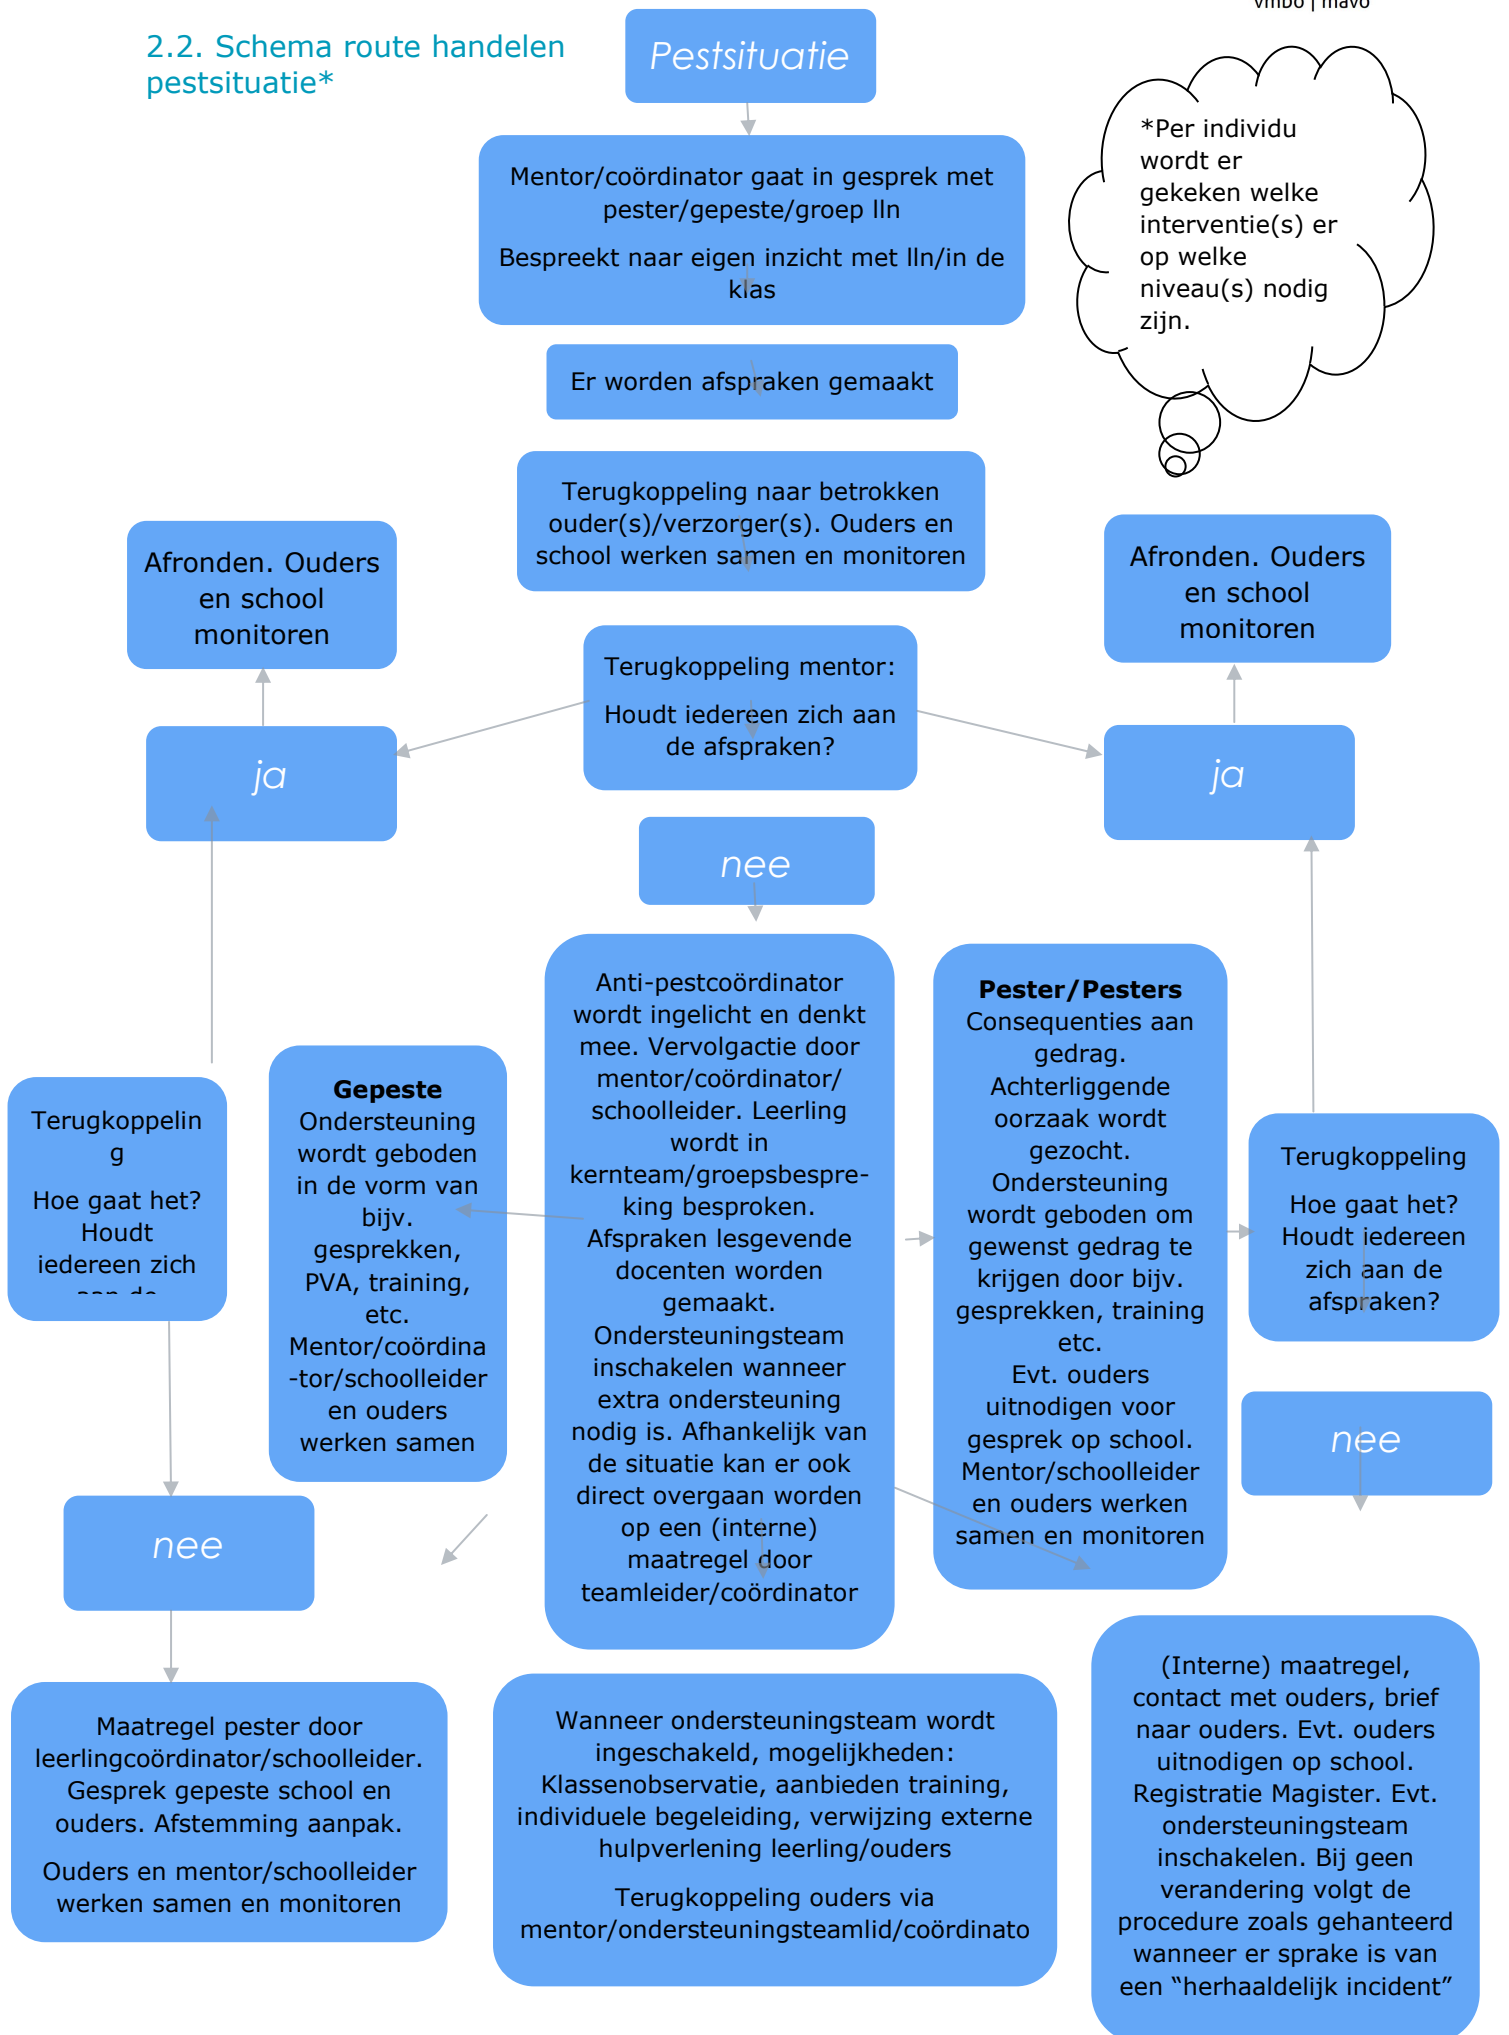 vmbo | mavo
2.2. Schema route handelen
pestsituatie*
Pestsituatie
*Per individu
wordt er
gekeken welke
interventie(s) er
op welke
niveau(s) nodig
zijn.
Mentor/coördinator gaat in gesprek met
pester/gepeste/groep lln
Bespreekt naar eigen inzicht met lln/in de
klas
Er worden afspraken gemaakt
Terugkoppeling naar betrokken
ouder(s)/verzorger(s). Ouders en
school werken samen en monitoren
Afronden. Ouders
en school
monitoren
Afronden. Ouders
en school
monitoren
Terugkoppeling mentor:
Houdt iedereen zich aan
de afspraken?
ja
ja
nee
Terugkoppelin
g
Hoe gaat het?
Houdt
iedereen zich
aan de
Gepeste
Ondersteuning
wordt geboden
in de vorm van
bijv.
gesprekken,
PVA, training,
etc.
Mentor/coördina
-tor/schoolleider
en ouders
werken samen
Anti-pestcoördinator
wordt ingelicht en denkt
mee. Vervolgactie door
mentor/coördinator/
schoolleider. Leerling
wordt in
kernteam/groepsbespre-
king besproken.
Afspraken lesgevende
docenten worden
gemaakt.
Ondersteuningsteam
inschakelen wanneer
extra ondersteuning
nodig is. Afhankelijk van
de situatie kan er ook
direct overgaan worden
op een (interne)
maatregel door
teamleider/coördinator
Pester/Pesters
Consequenties aan
gedrag.
Achterliggende
oorzaak wordt
gezocht.
Ondersteuning
wordt geboden om
gewenst gedrag te
krijgen door bijv.
gesprekken, training
etc.
Evt. ouders
uitnodigen voor
gesprek op school.
Mentor/schoolleider
en ouders werken
samen en monitoren
Terugkoppeling
Hoe gaat het?
Houdt iedereen
zich aan de
afspraken?
nee
nee
Maatregel pester door
leerlingcoördinator/schoolleider.
Gesprek gepeste school en
ouders. Afstemming aanpak.
Ouders en mentor/schoolleider
werken samen en monitoren
Wanneer ondersteuningsteam wordt
ingeschakeld, mogelijkheden:
Klassenobservatie, aanbieden training,
individuele begeleiding, verwijzing externe
hulpverlening leerling/ouders
Terugkoppeling ouders via
mentor/ondersteuningsteamlid/coördinato
(Interne) maatregel,
contact met ouders, brief
naar ouders. Evt. ouders
uitnodigen op school.
Registratie Magister. Evt.
ondersteuningsteam
inschakelen. Bij geen
verandering volgt de
procedure zoals gehanteerd
wanneer er sprake is van
een “herhaaldelijk incident”